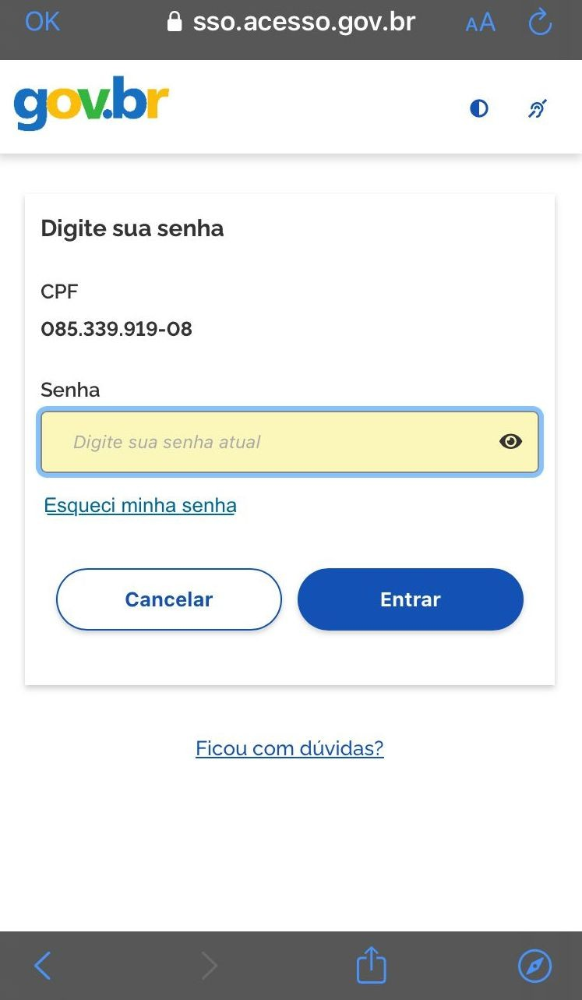 OK
sso.acesso.gov.br
AA
gov.br
Digite sua senha
CPF
085.339.919-08
Senha
Digite sua senha atual
Esqueci minha senha
Cancelar
Entrar
Ficou com dúvidas?